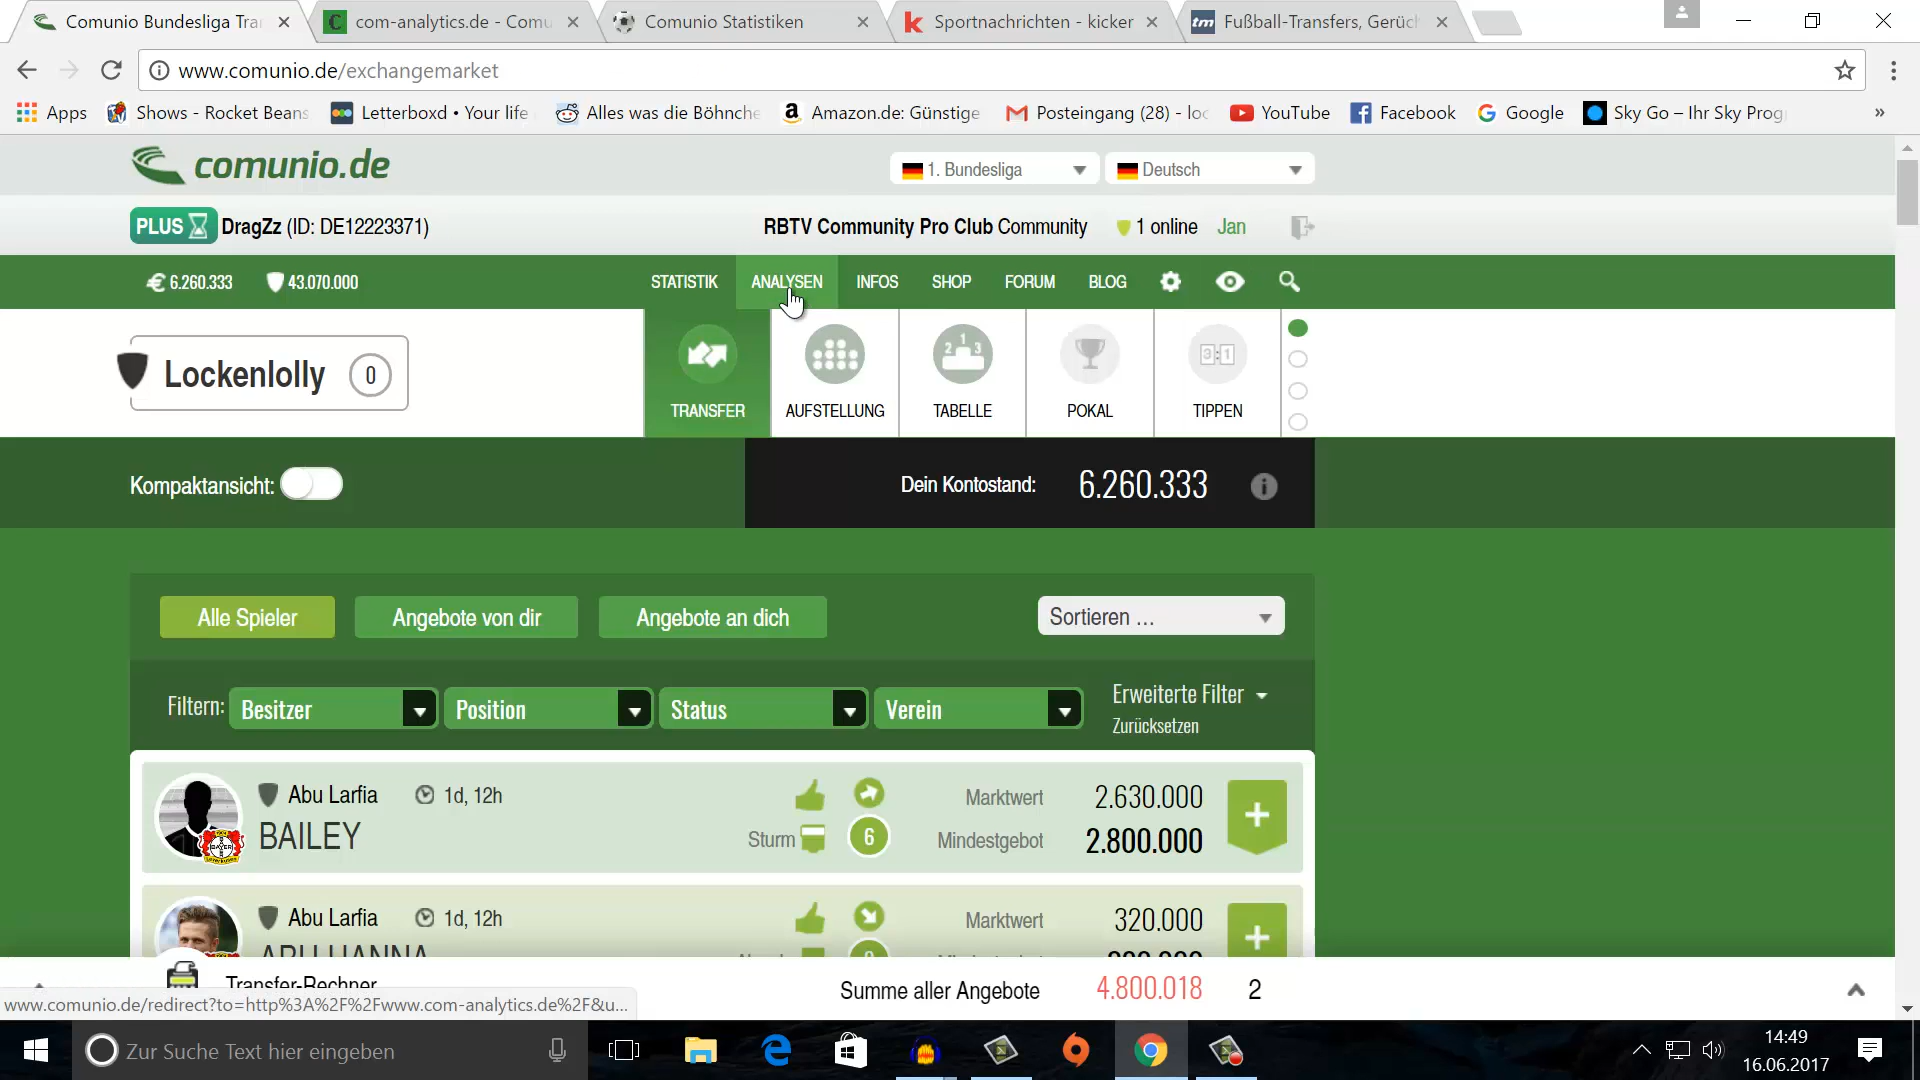 Comunio Bundesliga Tra
com-analytics.de - Comu
Comunio Statistiken
Sportnachrichten - kicker
tm Fußball-Transfers, Gerüch
www.comunio.de/exchangemarket
Apps
Shows - Rocket Beans
Letterboxd • Your life
Alles was die Böhnche
Amazon.de: Günstige
Posteingang (28) - loc
YouTube
Facebook
Google
Sky Go – Ihr Sky Prog
»
comunio.de
1. Bundesliga
Deutsch
PLUS DragZz (ID: DE12223371)
RBTV Community Pro Club Community
1 online
Jan
6.260.333
43.070.000
STATISTIK
ANALYSEN
INFOS
SHOP
FORUM
BLOG
Lockenlolly 0
TRANSFER
AUFSTELLUNG
2 1 3
TABELLE
POKAL
3:1
TIPPEN
Kompaktansicht:
Dein Kontostand: 6.260.333
Alle Spieler
Angebote von dir
Angebote an dich
Sortieren ...
Filtern:
Besitzer
Position
Status
Verein
Erweiterte Filter
Zurücksetzen
Abu Larfia 1d, 12h
BAILEY
Sturm 6
Marktwert 2.630.000
Mindestgebot 2.800.000
Abu Larfia 1d, 12h
Marktwert 320.000
Transfer-Rechner
Summe aller Angebote 4.800.018 2
www.comunio.de/redirect?to=http%3A%2F%2Fwww.com-analytics.de%2F&u...
Zur Suche Text hier eingeben
14:49
16.06.2017